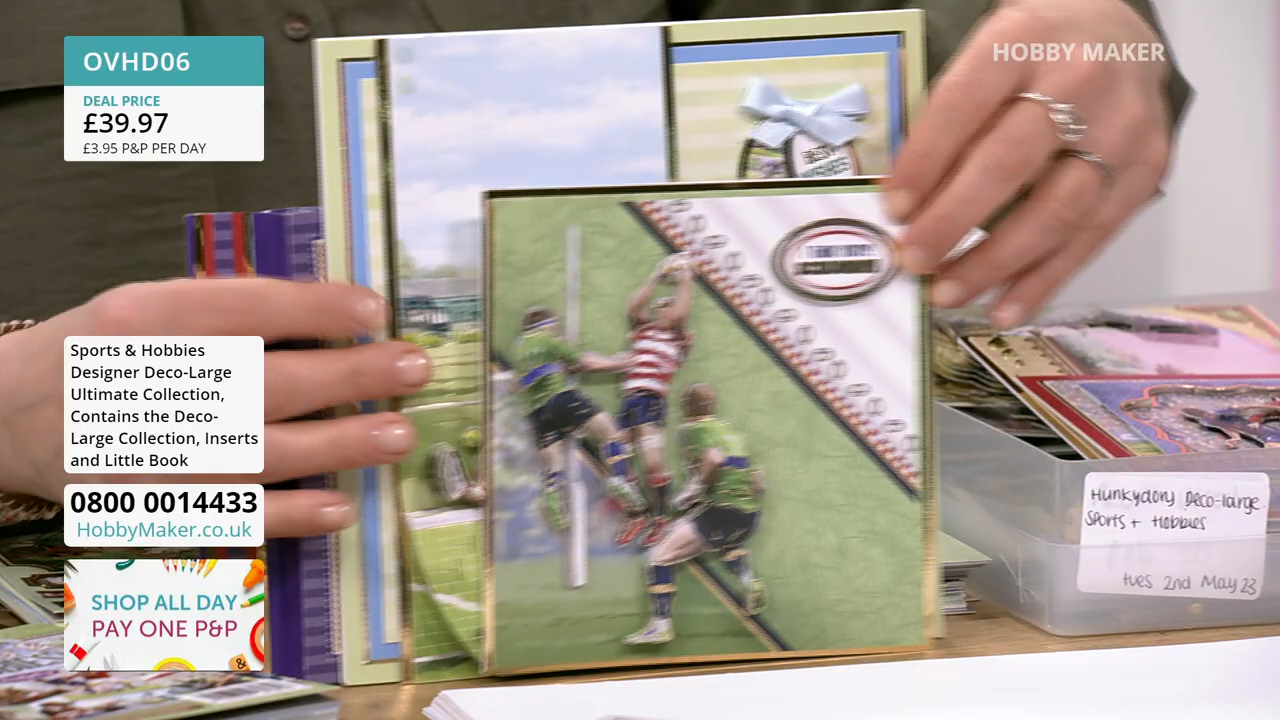 OVHD06
DEAL PRICE
£39.97
£3.95 P&P PER DAY
HOBBY MAKER
BEST
WISHES
Sports & Hobbies
Designer Deco-Large
Ultimate Collection,
Contains the Deco-
Large Collection, Inserts
and Little Book
0800 0014433
HobbyMaker.co.uk
SHOP ALL DAY
PAY ONE P&P
Hunkydory Deco-large
Sports + Hobbies
tues 2nd May 23